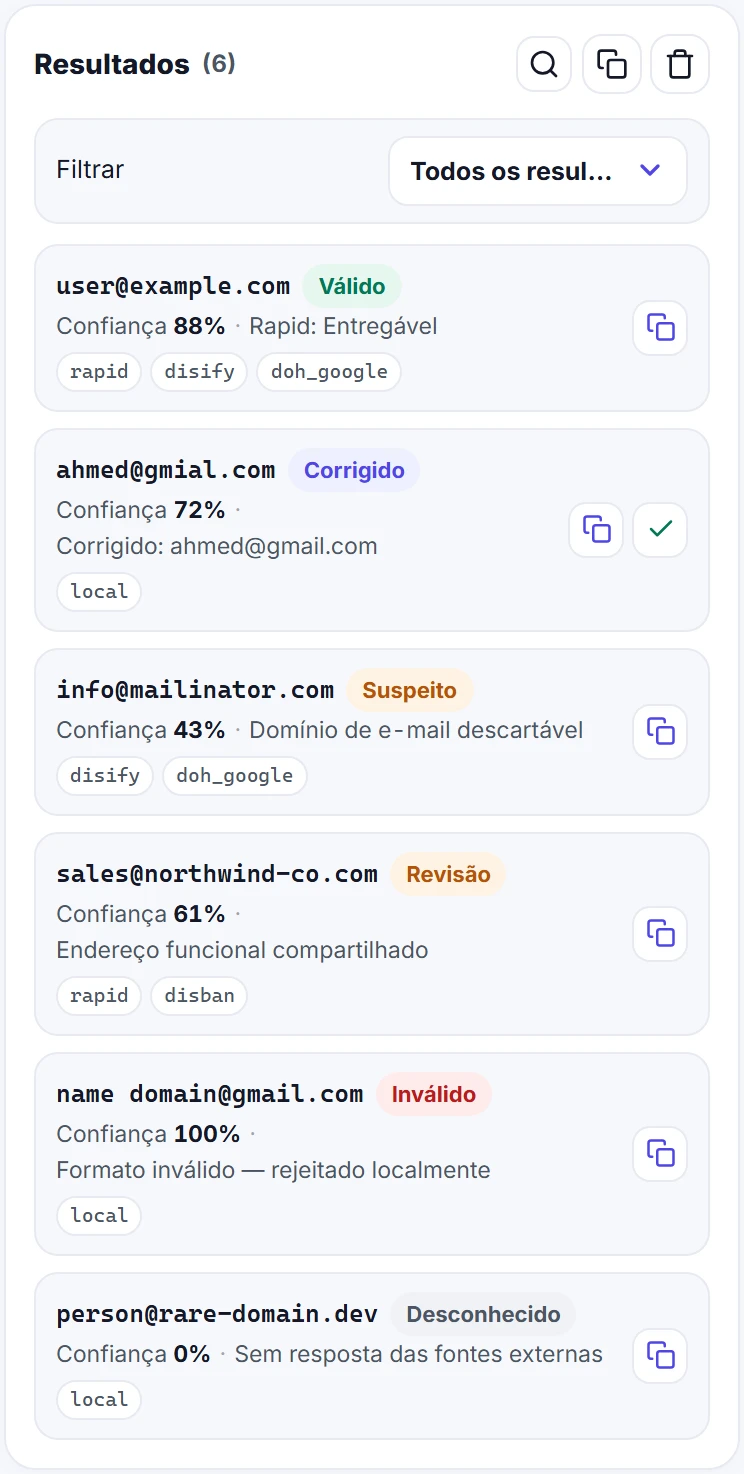 Resultados (6)
Filtrar
Todos os resul...
user@example.com Válido
Confiança 88% · Rapid: Entregável
rapid disify doh_google
ahmed@gmial.com Corrigido
Confiança 72% ·
Corrigido: ahmed@gmail.com
local
info@mailinator.com Suspeito
Confiança 43% · Domínio de e-mail descartável
disify doh_google
sales@northwind-co.com Revisão
Confiança 61% ·
Endereço funcional compartilhado
rapid disban
name domain@gmail.com Inválido
Confiança 100% ·
Formato inválido — rejeitado localmente
local
person@rare-domain.dev Desconhecido
Confiança 0% · Sem resposta das fontes externas
local